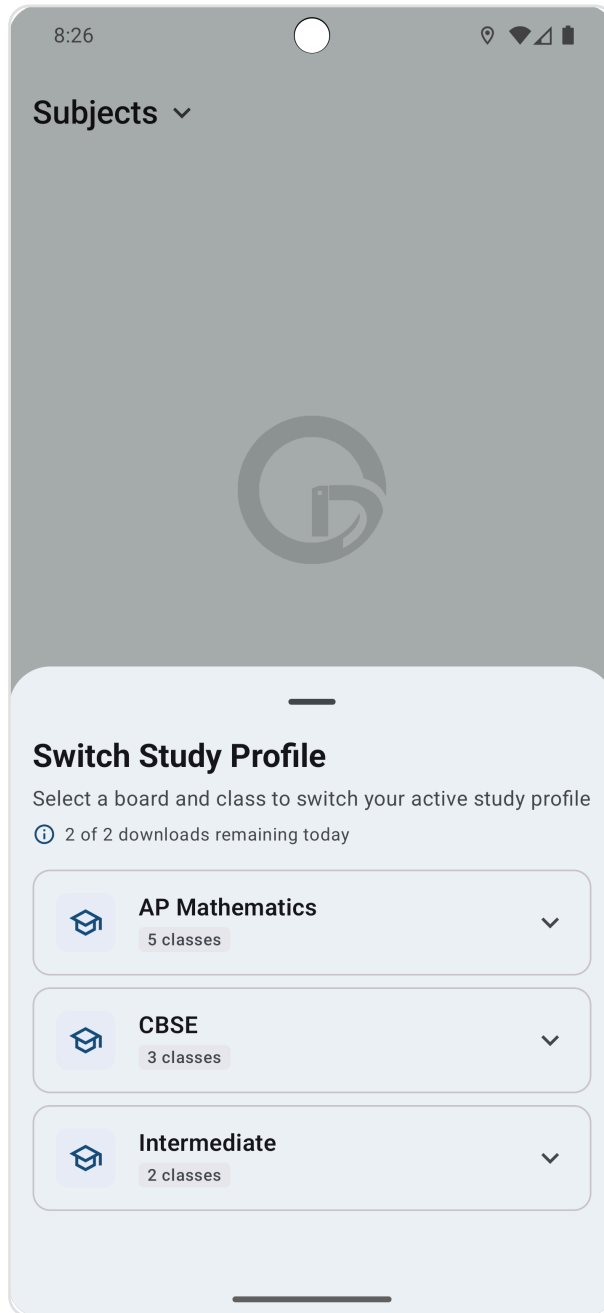 8:26
Subjects
Switch Study Profile
Select a board and class to switch your active study profile
2 of 2 downloads remaining today
AP Mathematics
5 classes
CBSE
3 classes
Intermediate
2 classes